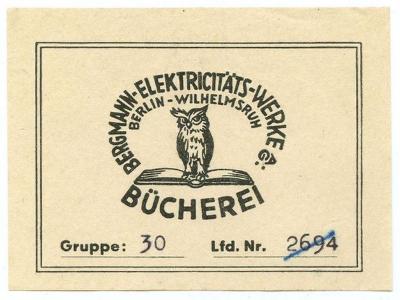 BERGMANN-ELEKTRICITÄTS-WERKE
BERLIN-WILHELMSRUH
BÜCHEREI
Gruppe: 30 Lfd. Nr. 2694